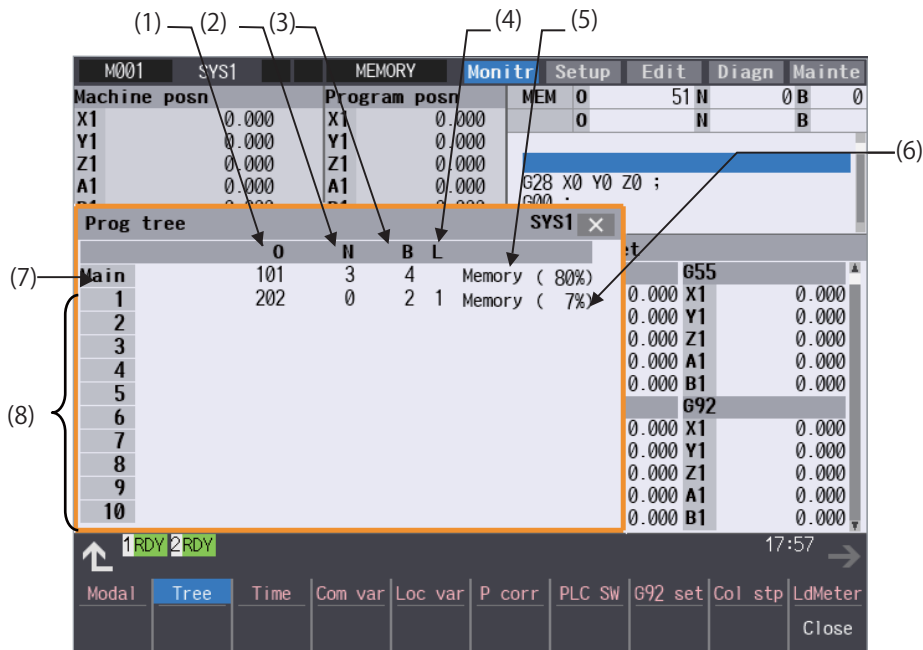 (1) (2) (3) (4) (5)
M001 SYS1 MEMORY Monitr Setup Edit Diagn Mainte
Machine posn Program posn MEM O 51 N 0 B 0
X1 0.000 X1 0.000 O N B
Y1 0.000 Y1 0.000
Z1 0.000 Z1 0.000
(6)
A1 0.000 A1 0.000 G28 X0 Y0 Z0 ;
G00 ;
Prog tree SYS1
O N B L
(7) Main 101 3 4 Memory ( 80%) G55
1 202 0 2 1 Memory ( 7%) 0.000 X1 0.000
2 0.000 Y1 0.000
3 0.000 Z1 0.000
4 0.000 A1 0.000
5 0.000 B1 0.000
(8) 6 G92
7 0.000 X1 0.000
8 0.000 Y1 0.000
9 0.000 Z1 0.000
10 0.000 A1 0.000
0.000 B1 0.000
1 RDY 2 RDY 17:57
Modal Tree Time Com var Loc var P corr PLC SW G92 set Col stp LdMeter
Close